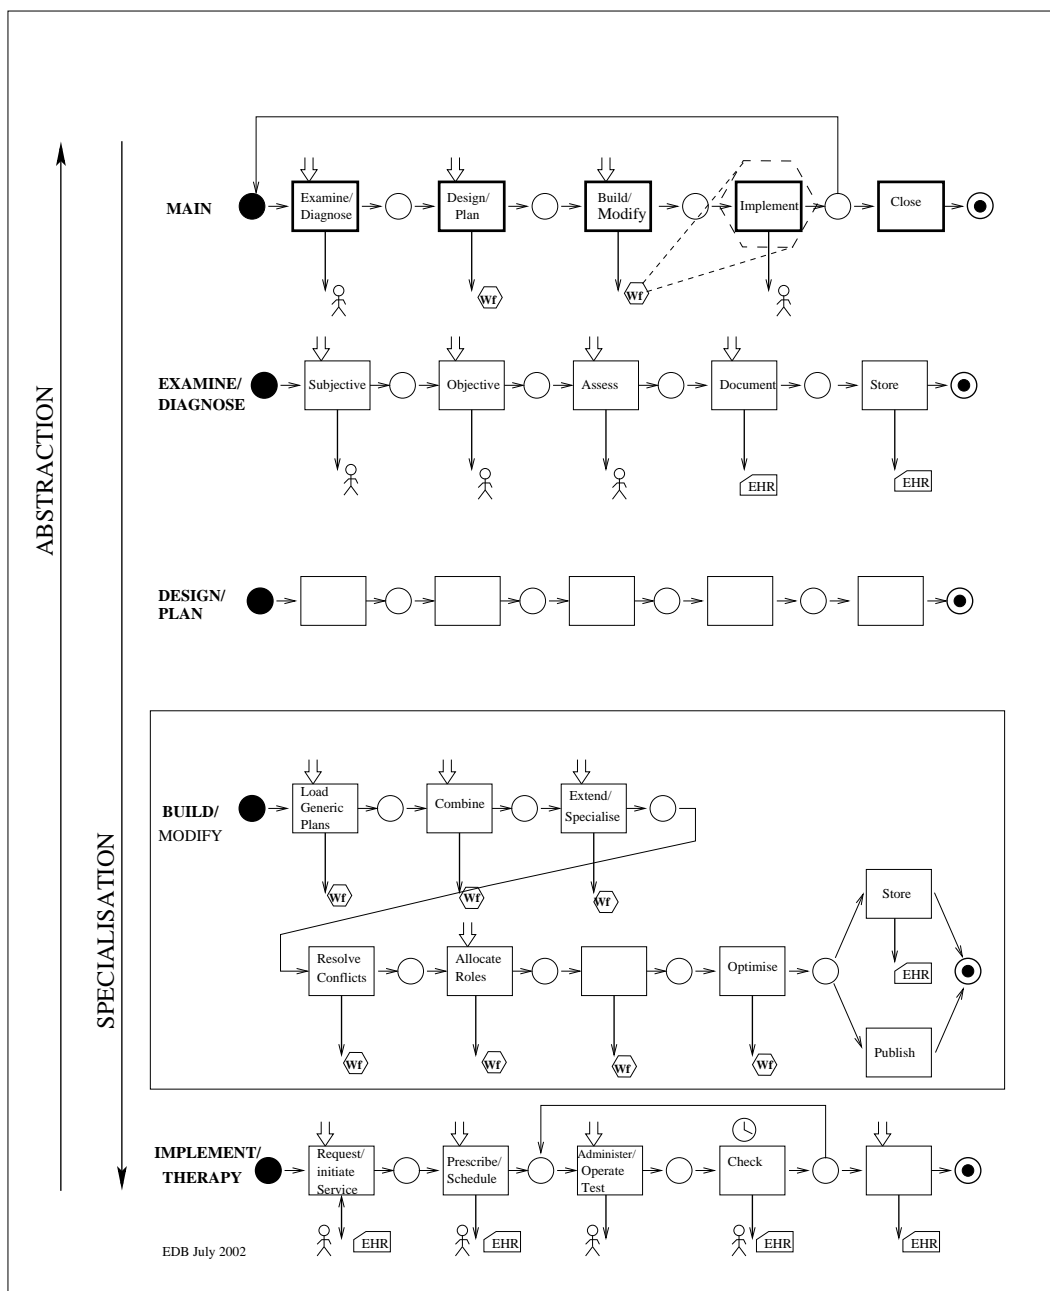 MAIN
Examine/
Diagnose
Design/
Plan
Build/
Modify
Implement
Close
Wf
Wf
EXAMINE/
DIAGNOSE
Subjective
Objective
Assess
Document
Store
EHR
EHR
ABSTRACTION
DESIGN/
PLAN
SPECIALISATION
BUILD/
MODIFY
Load
Generic
Plans
Combine
Extend/
Specialise
Wf
Wf
Wf
Store
EHR
Resolve
Conflicts
Allocate
Roles
Optimise
Publish
Wf
Wf
Wf
Wf
IMPLEMENT/
THERAPY
Request/
initiate
Service
Prescribe/
Schedule
Administer/
Operate
Test
Check
EHR
EHR
EHR
EHR
EDB July 2002